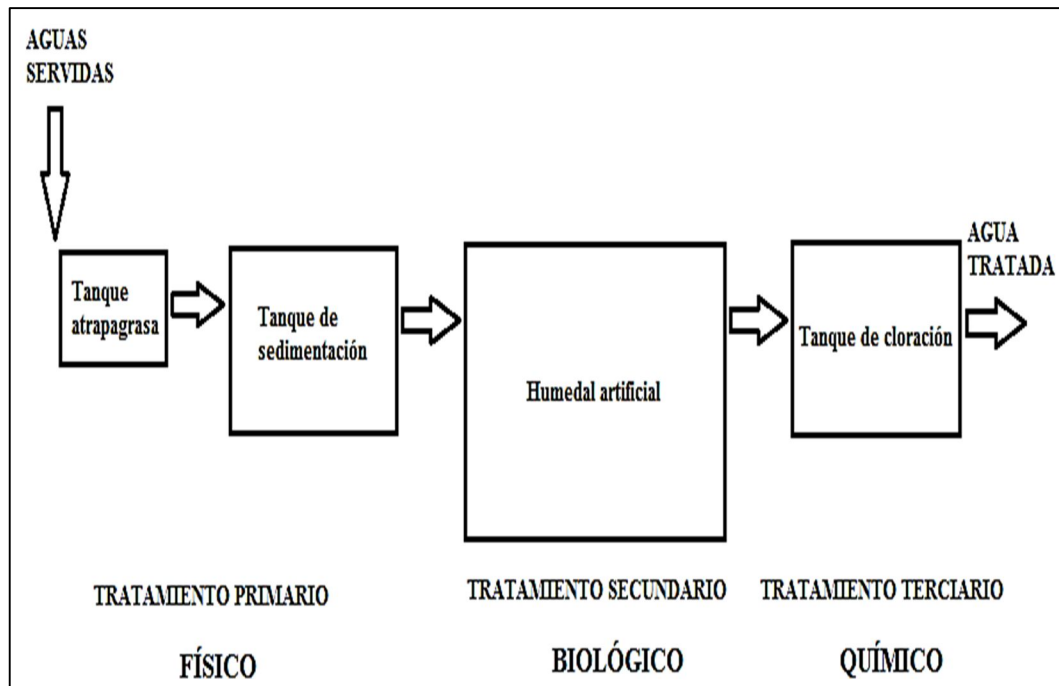 AGUAS
SERVIDAS
Tanque
atrapagrasa
Tanque de
sedimentación
Humedal artificial
Tanque de cloración
AGUA
TRATADA
TRATAMIENTO PRIMARIO
TRATAMIENTO SECUNDARIO
TRATAMIENTO TERCIARIO
FÍSICO
BIOLÓGICO
QUÍMICO